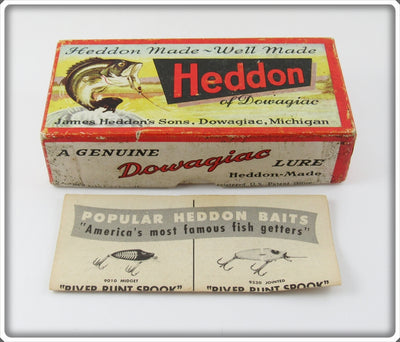 Heddon Made ~ Well Made
Heddon
of Dowagiac
James Heddon's Sons, Dowagiac, Michigan
A GENUINE Dowagiac LURE
Heddon-Made
POPULAR HEDDON BAITS
"America's most famous fish getters"
9010 MIDGET 9330 JOINTED
"RIVER RUNT SPOOK" "RIVER RUNT SPOOK"